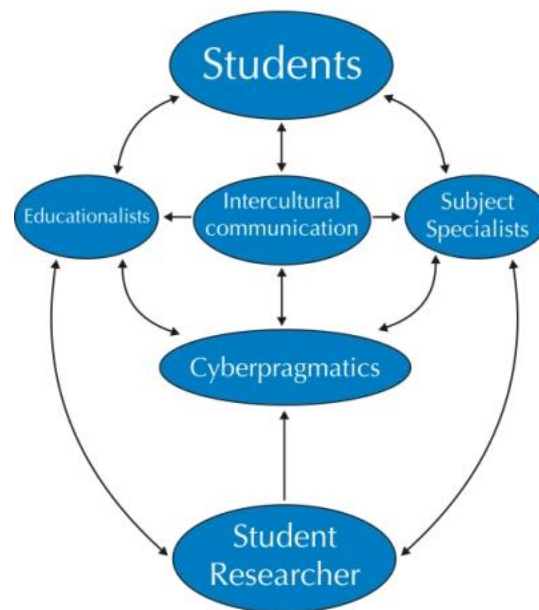 Students
Educationalists
Intercultural
communication
Subject
Specialists
Cyberpragmatics
Student
Researcher